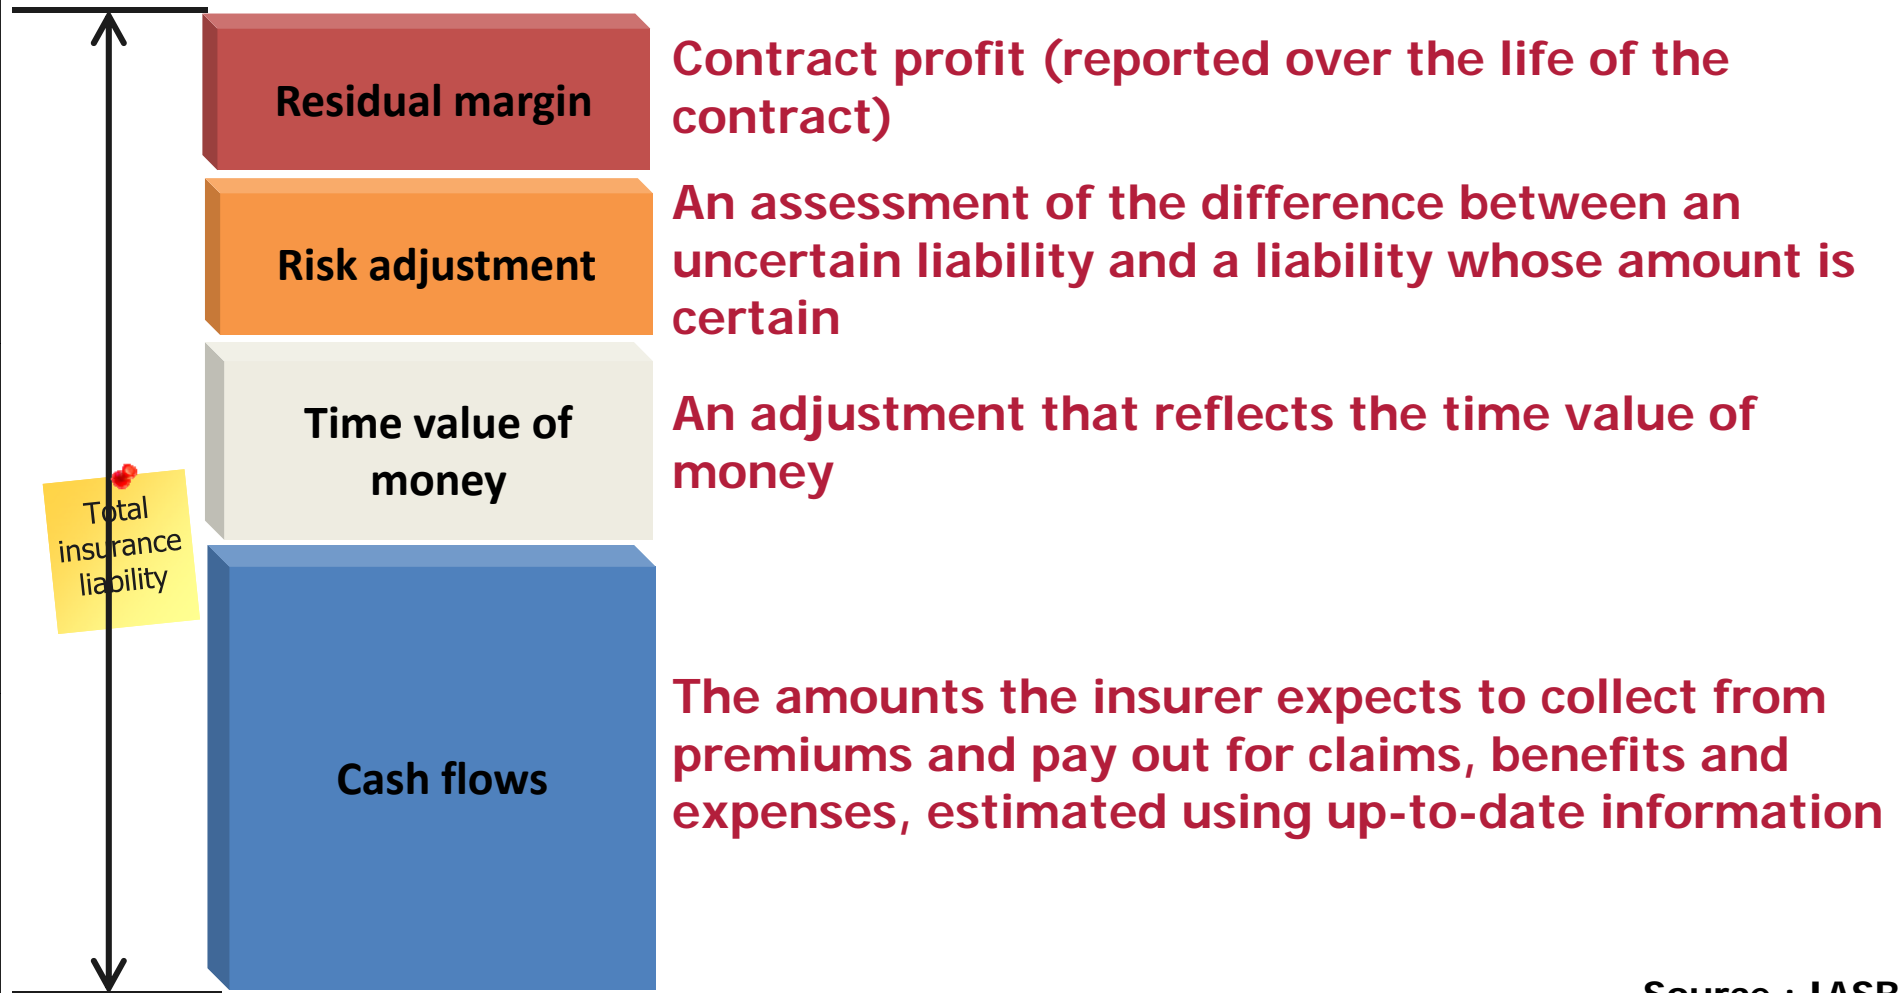 Residual margin
Contract profit (reported over the life of the
contract)
Risk adjustment
An assessment of the difference between an
uncertain liability and a liability whose amount is
certain
Time value of
money
An adjustment that reflects the time value of
money
Total
insurance
liability
Cash flows
The amounts the insurer expects to collect from
premiums and pay out for claims, benefits and
expenses, estimated using up-to-date information
Source : IASB